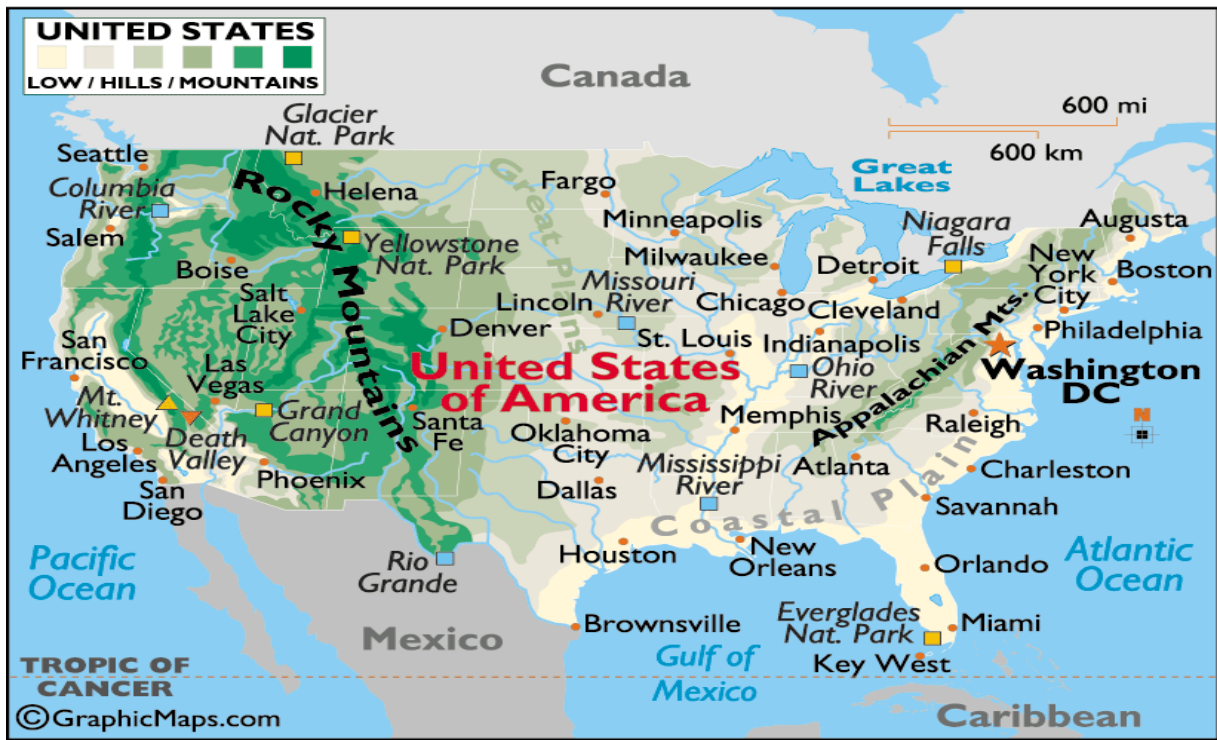 UNITED STATES
LOW / HILLS / MOUNTAINS
Canada
600 mi
600 km
Glacier
Nat. Park
Seattle
Columbia
River
Salem
Helena
Rocky Mountains
Great Plains
Fargo
Great
Lakes
Minneapolis
Niagara
Falls
Augusta
Yellowstone
Nat. Park
Boise
Milwaukee
Detroit
New
York
City
Boston
Salt
Lake
City
Missouri
River
Lincoln
Chicago
Cleveland
Denver
St. Louis
Indianapolis
Appalachian Mts.
Philadelphia
San
Francisco
Las
Vegas
United States
of America
Ohio
River
Washington
DC
Mt.
Whitney
Death
Valley
Grand
Canyon
Santa
Fe
Memphis
Raleigh
N
Los
Angeles
Oklahoma
City
Mississippi
River
Atlanta
Charleston
San
Diego
Phoenix
Dallas
Coastal Plain
Savannah
Pacific
Ocean
Rio
Grande
Houston
New
Orleans
Orlando
Atlantic
Ocean
Mexico
Brownsville
Everglades
Nat. Park
Miami
Key West
Gulf of
Mexico
TROPIC OF
CANCER
©GraphicMaps.com
Caribbean